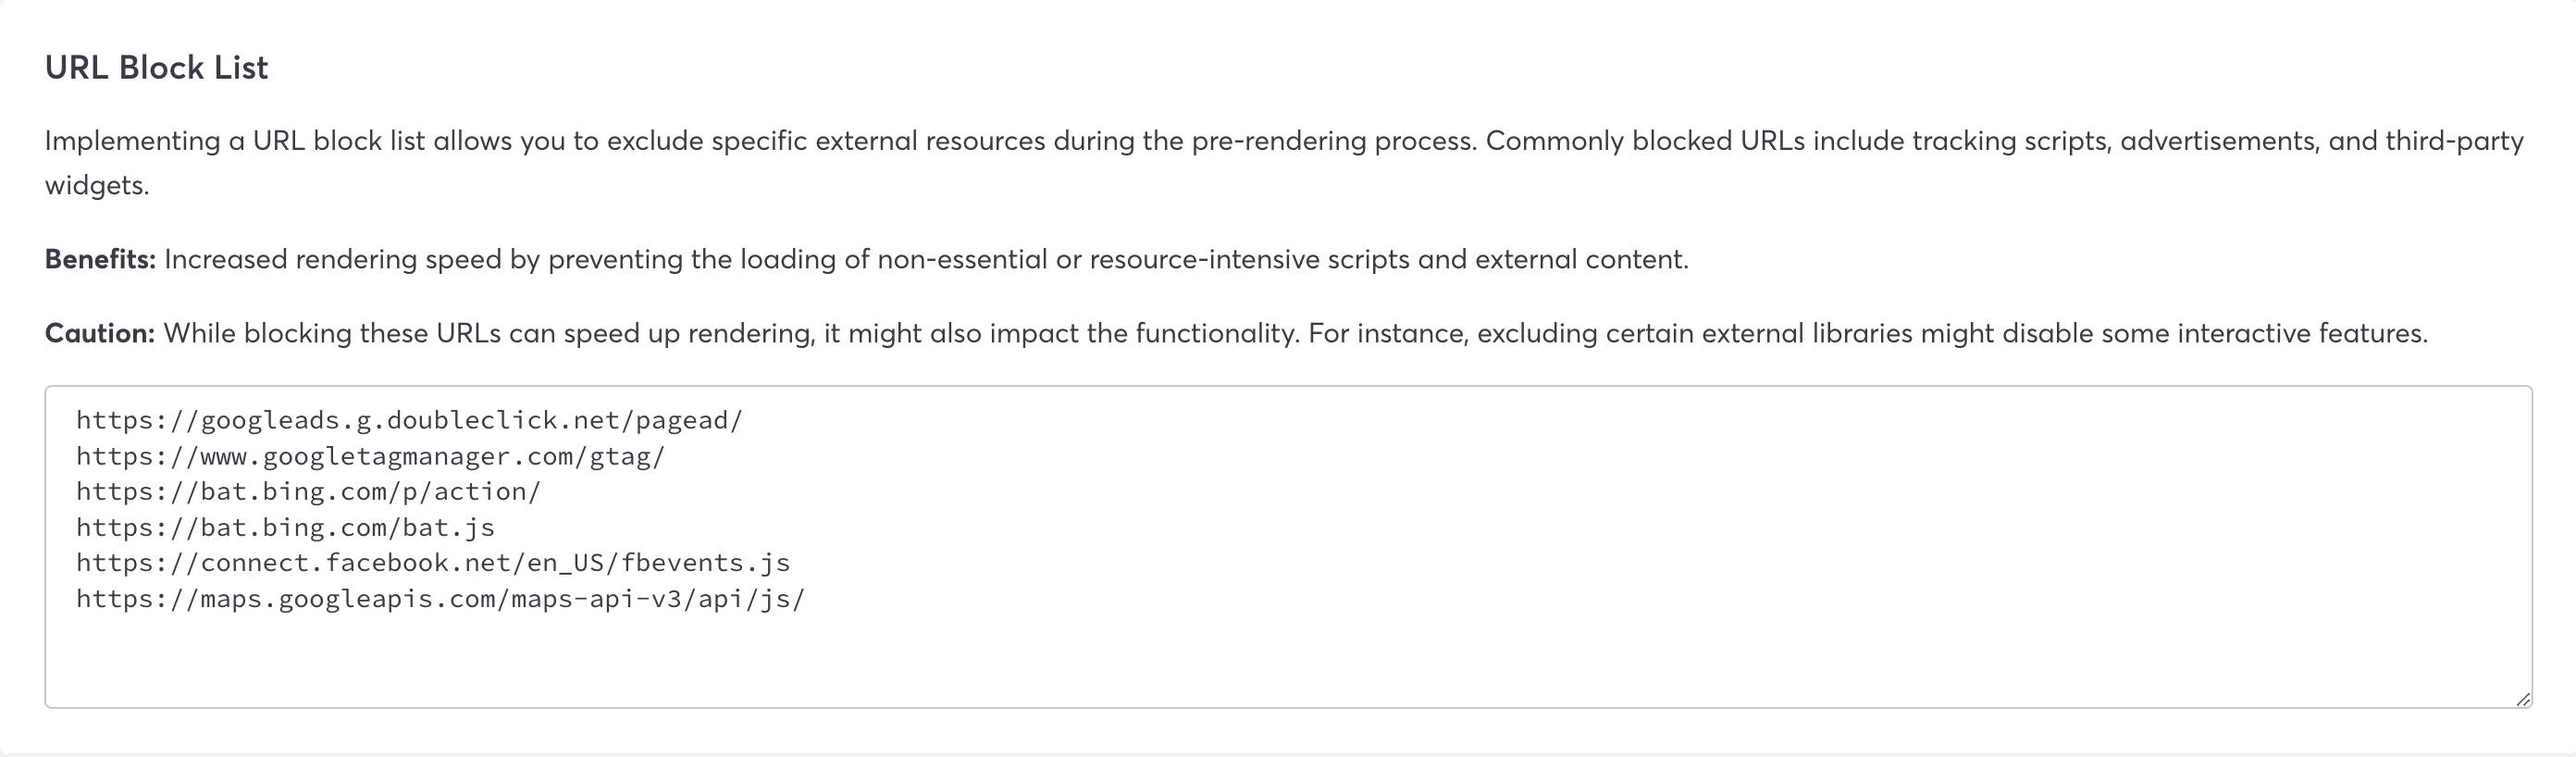 URL Block List
Implementing a URL block list allows you to exclude specific external resources during the pre-rendering process. Commonly blocked URLs include tracking scripts, advertisements, and third-party
widgets.
Benefits: Increased rendering speed by preventing the loading of non-essential or resource-intensive scripts and external content.
Caution: While blocking these URLs can speed up rendering, it might also impact the functionality. For instance, excluding certain external libraries might disable some interactive features.
https://googleads.g.doubleclick.net/pagead/
https://www.googletagmanager.com/gtag/
https://bat.bing.com/p/action/
https://bat.bing.com/bat.js
https://connect.facebook.net/en_US/fbevents.js
https://maps.googleapis.com/maps-api-v3/api/js/